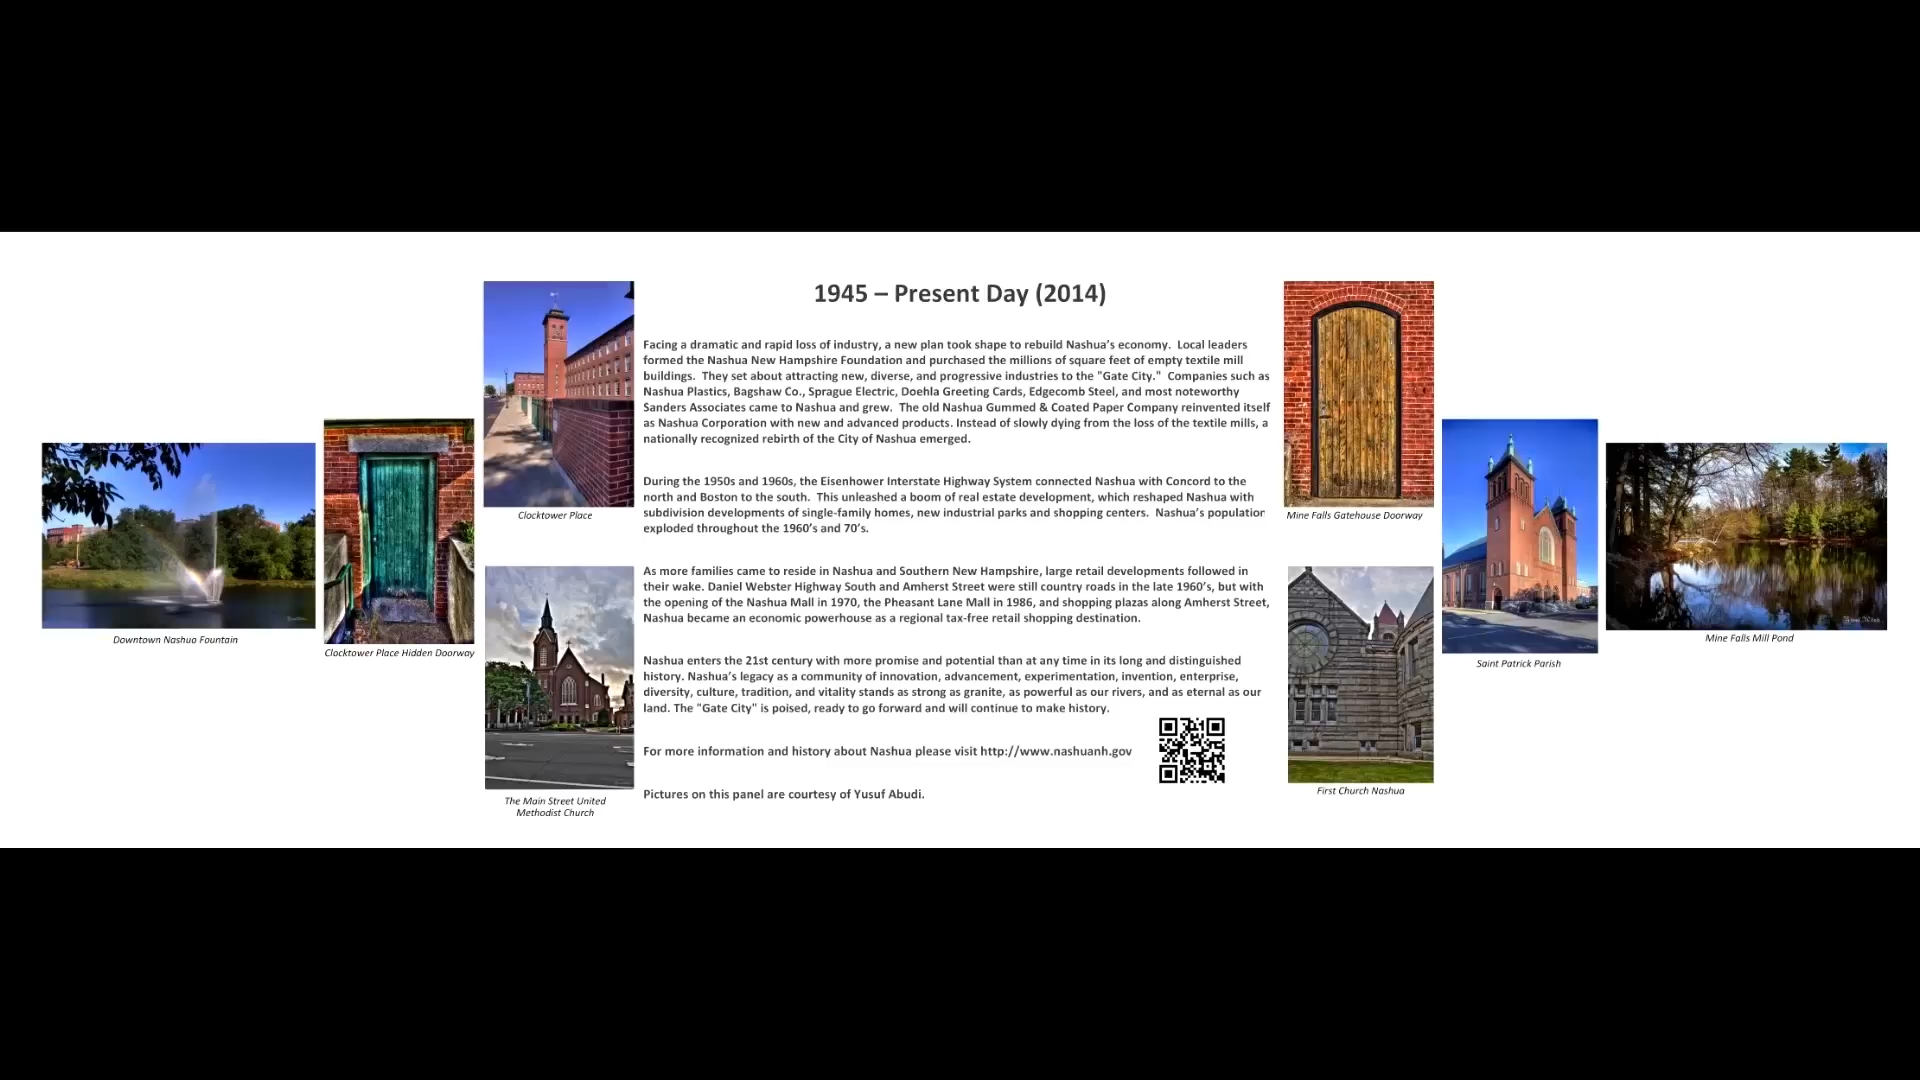 1945 – Present Day (2014)
Facing a dramatic and rapid loss of industry, a new plan took shape to rebuild Nashua's economy.  Local leaders
formed the Nashua New Hampshire Foundation and purchased the millions of square feet of empty textile mill
buildings.  They set about attracting new, diverse, and progressive industries to the "Gate City."  Companies such as
Nashua Plastics, Bagshaw Co., Sprague Electric, Doehla Greeting Cards, Edgecomb Steel, and most noteworthy
Sanders Associates came to Nashua and grew.  The old Nashua Gummed & Coated Paper Company reinvented itself
as Nashua Corporation with new and advanced products. Instead of slowly dying from the loss of the textile mills, a
nationally recognized rebirth of the City of Nashua emerged.
During the 1950s and 1960s, the Eisenhower Interstate Highway System connected Nashua with Concord to the
north and Boston to the south.  This unleashed a boom of real estate development, which reshaped Nashua with
subdivision developments of single-family homes, new industrial parks and shopping centers.  Nashua's population
exploded throughout the 1960's and 70's.
As more families came to reside in Nashua and Southern New Hampshire, large retail developments followed in
their wake. Daniel Webster Highway South and Amherst Street were still country roads in the late 1960's, but with
the opening of the Nashua Mall in 1970, the Pheasant Lane Mall in 1986, and shopping plazas along Amherst Street,
Nashua became an economic powerhouse as a regional tax-free retail shopping destination.
Nashua enters the 21st century with more promise and potential than at any time in its long and distinguished
history. Nashua's legacy as a community of innovation, advancement, experimentation, invention, enterprise,
diversity, culture, tradition, and vitality stands as strong as granite, as powerful as our rivers, and as eternal as our
land. The "Gate City" is poised, ready to go forward and will continue to make history.
For more information and history about Nashua please visit http://www.nashuanh.gov
Pictures on this panel are courtesy of Yusuf Abudi.
Downtown Nashua Fountain
Clocktower Place Hidden Doorway
Clocktower Place
The Main Street United
Methodist Church
Mine Falls Gatehouse Doorway
First Church Nashua
Saint Patrick Parish
Mine Falls Mill Pond